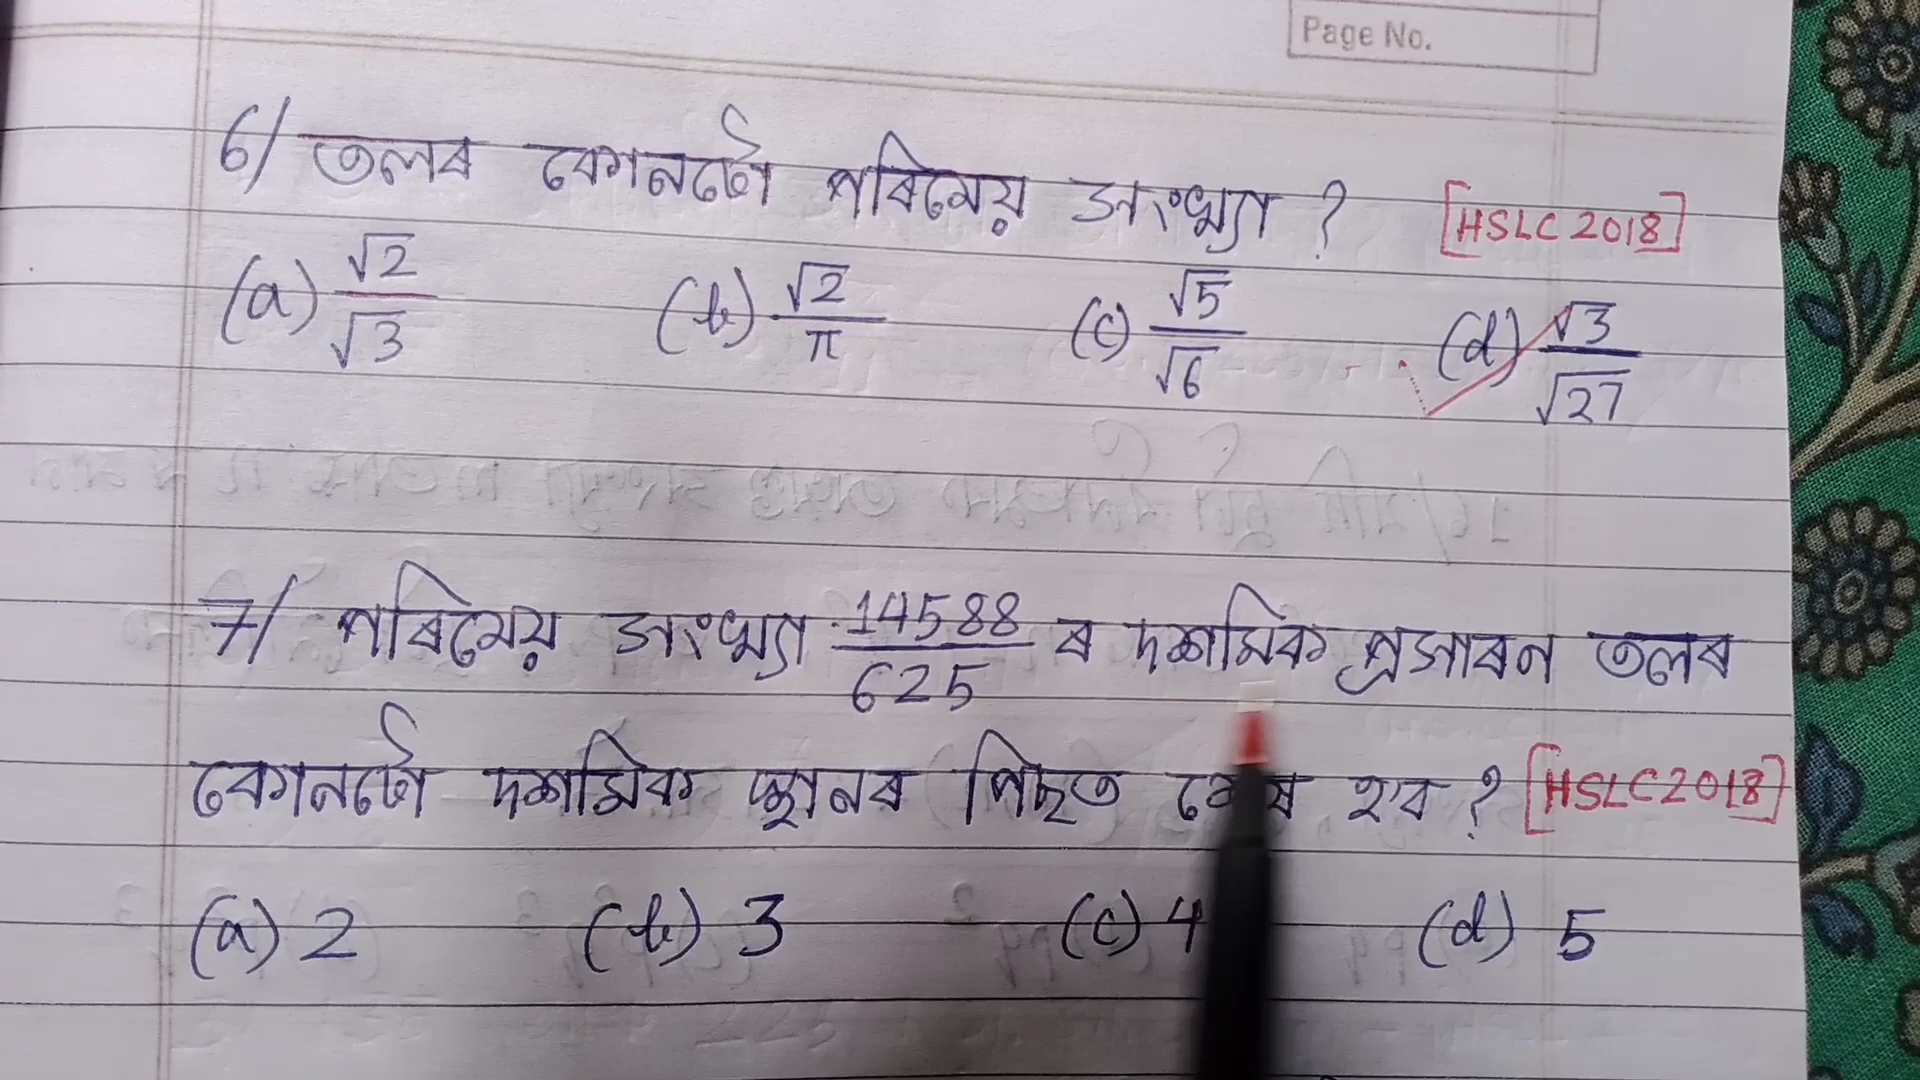 Page No.
6/ তলৰ কোনটো পৰিমেয় সংখ্যা ? [HSLC 2018]
(a) √2/√3 (b) √2/π (c) √5/√6 (d) √3/√27
7/ পৰিমেয় সংখ্যা 14588/625 ৰ দশমিক প্ৰসাৰন তলৰ
কোনটো দশমিক স্থানৰ পিছত শেষ হ'ব ? [HSLC 2018]
(a) 2 (b) 3 (c) 4 (d) 5